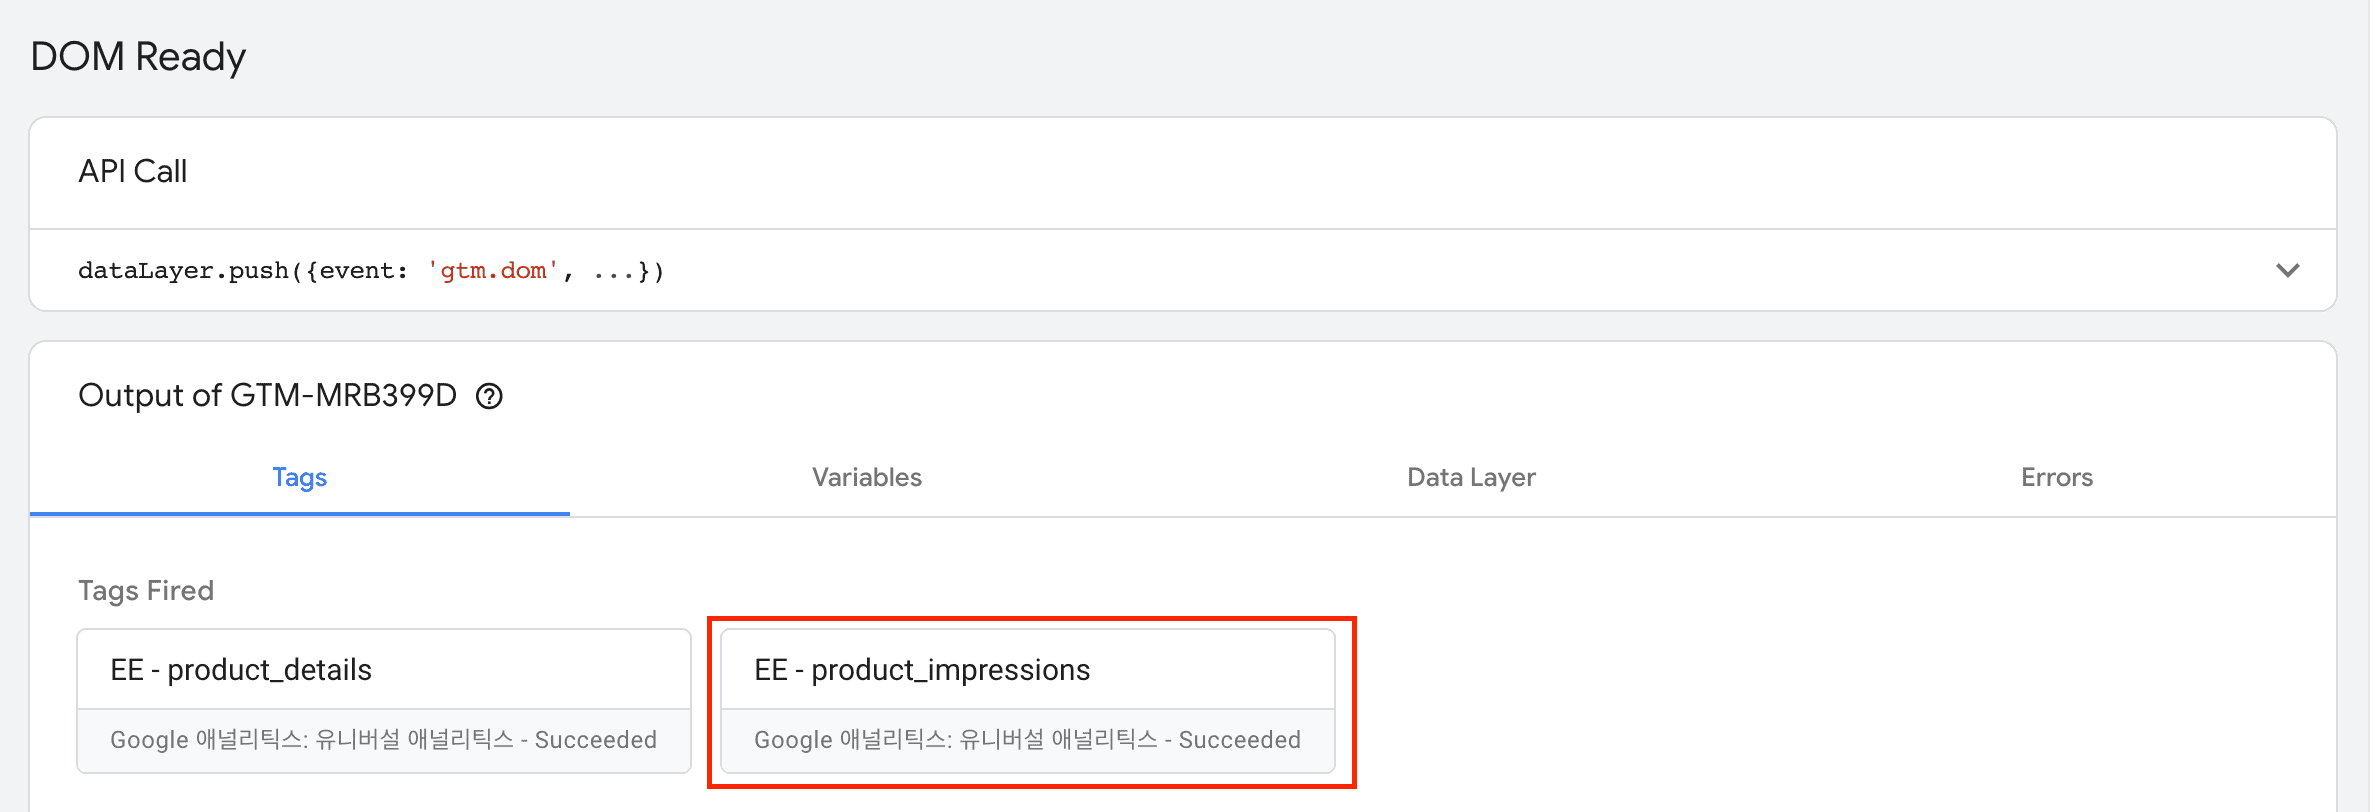 DOM Ready
API Call
dataLayer.push({event: 'gtm.dom', ...})
Output of GTM-MRB399D
Tags Variables Data Layer Errors
Tags Fired
EE - product_details EE - product_impressions
Google 애널리틱스: 유니버설 애널리틱스 - Succeeded Google 애널리틱스: 유니버설 애널리틱스 - Succeeded